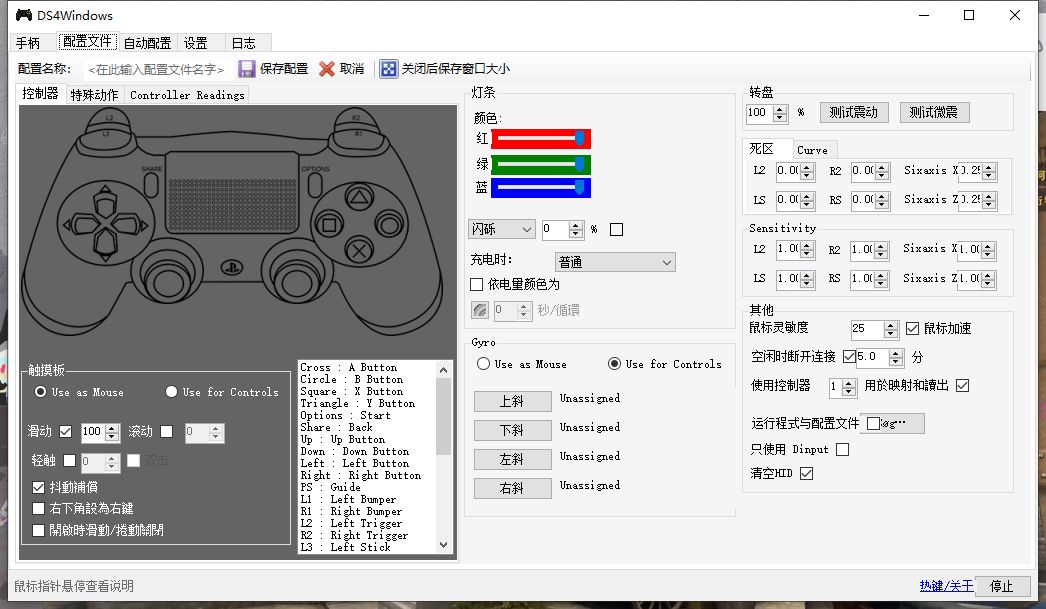 DS4Windows
手柄 配置文件 自动配置 设置 日志
配置名称： <在此输入配置文件名字> 保存配置 取消 关闭后保存窗口大小
控制器 特殊动作 Controller Readings
L2
L1
R2
R1
SHARE
OPTIONS
触摸板
Use as Mouse Use for Controls
滑动 100 滚动 0
轻触 0 双击
抖動補償
右下角設為右鍵
開啟時滑動/捲動關閉
Cross : A Button
Circle : B Button
Square : X Button
Triangle : Y Button
Options : Start
Share : Back
Up : Up Button
Down : Down Button
Left : Left Button
Right : Right Button
PS : Guide
L1 : Left Bumper
R1 : Right Bumper
L2 : Left Trigger
R2 : Right Trigger
L3 : Left Stick
灯条
颜色:
红
绿
蓝
闪砾 0 %
充电时: 普通
依电量颜色为
0 秒/循環
Gyro
Use as Mouse Use for Controls
上斜 Unassigned
下斜 Unassigned
左斜 Unassigned
右斜 Unassigned
转盘
100 % 测试震动 测试微震
死区 Curve
L2 0.0 R2 0.0 Sixaxis X 0.25
LS 0.0 RS 0.0 Sixaxis Z 0.25
Sensitivity
L2 1.0 R2 1.0 Sixaxis X 1.0
LS 1.0 RS 1.0 Sixaxis Z 1.0
其他
鼠标灵敏度 25 鼠标加速
空闲时断开连接 5.0 分
使用控制器 1 用於映射和讀出
运行程式与配置文件
只使用 Dinput
清空HID
鼠标指针悬停查看说明
热键/关于 停止